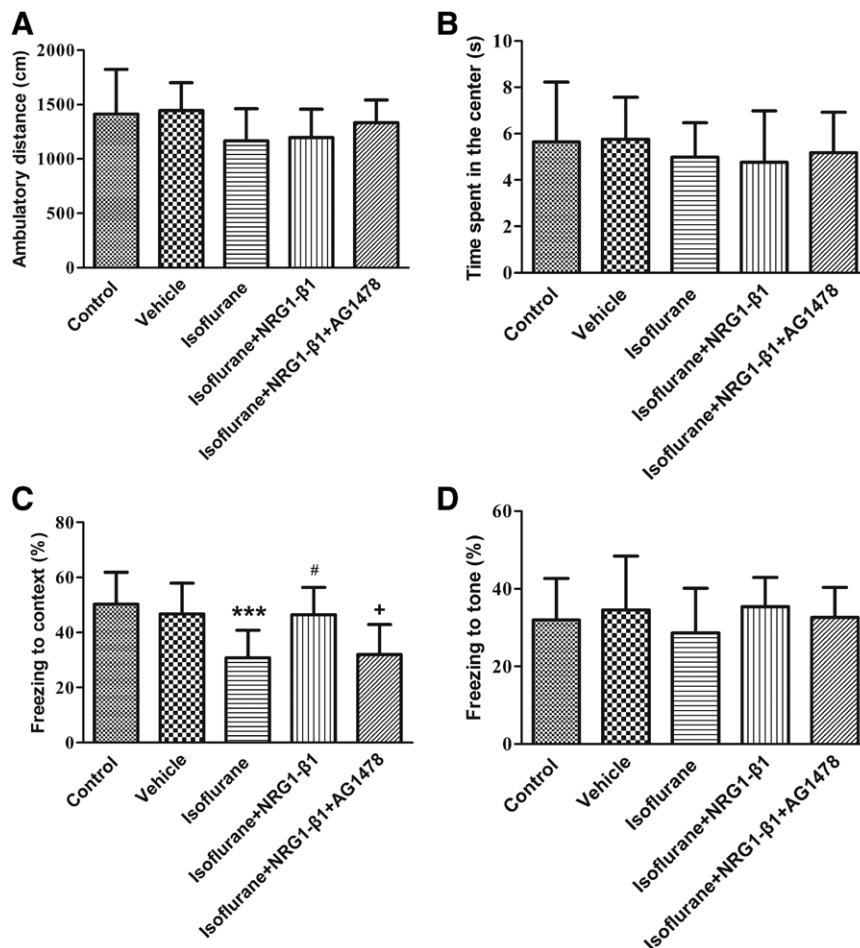 A
Ambulatory distance (cm)
2000
1500
1000
500
0
Control
Vehicle
Isoflurane
Isoflurane+NRG1-β1
Isoflurane+NRG1-β1+AG1478
B
Time spent in the center (s)
10
8
6
4
2
0
Control
Vehicle
Isoflurane
Isoflurane+NRG1-β1
Isoflurane+NRG1-β1+AG1478
C
Freezing to context (%)
80
60
40
20
0
***
#
+
Control
Vehicle
Isoflurane
Isoflurane+NRG1-β1
Isoflurane+NRG1-β1+AG1478
D
Freezing to tone (%)
60
40
20
0
Control
Vehicle
Isoflurane
Isoflurane+NRG1-β1
Isoflurane+NRG1-β1+AG1478